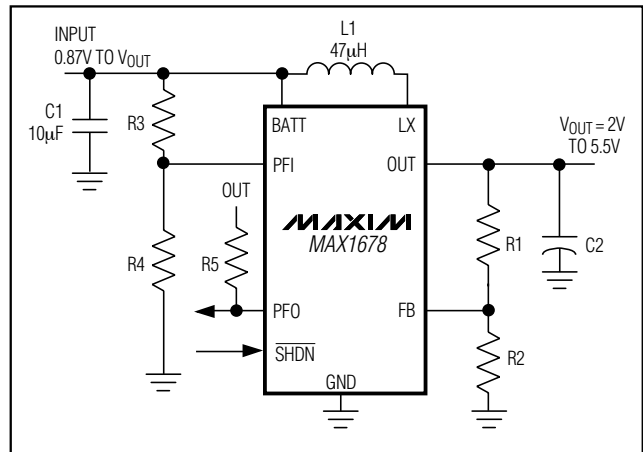 INPUT
0.87V TO VOUT
L1
47μH
C1
10μF
R3
BATT
LX
VOUT = 2V
TO 5.5V
PFI
OUT
OUT
MAXIM
MAX1678
R1
C2
R4
R5
PFO
FB
SHDN
R2
GND